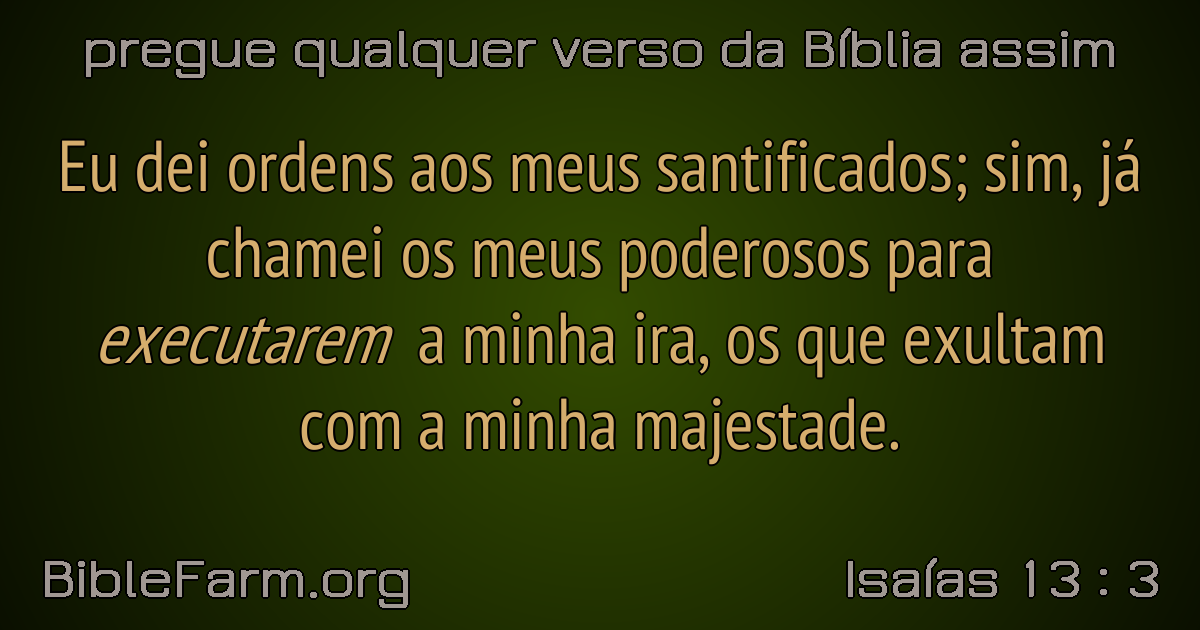 pregue qualquer verso da Bíblia assim
Eu dei ordens aos meus santificados; sim, já
chamei os meus poderosos para
executarem a minha ira, os que exultam
com a minha majestade.
BibleFarm.org
Isaías 13 : 3